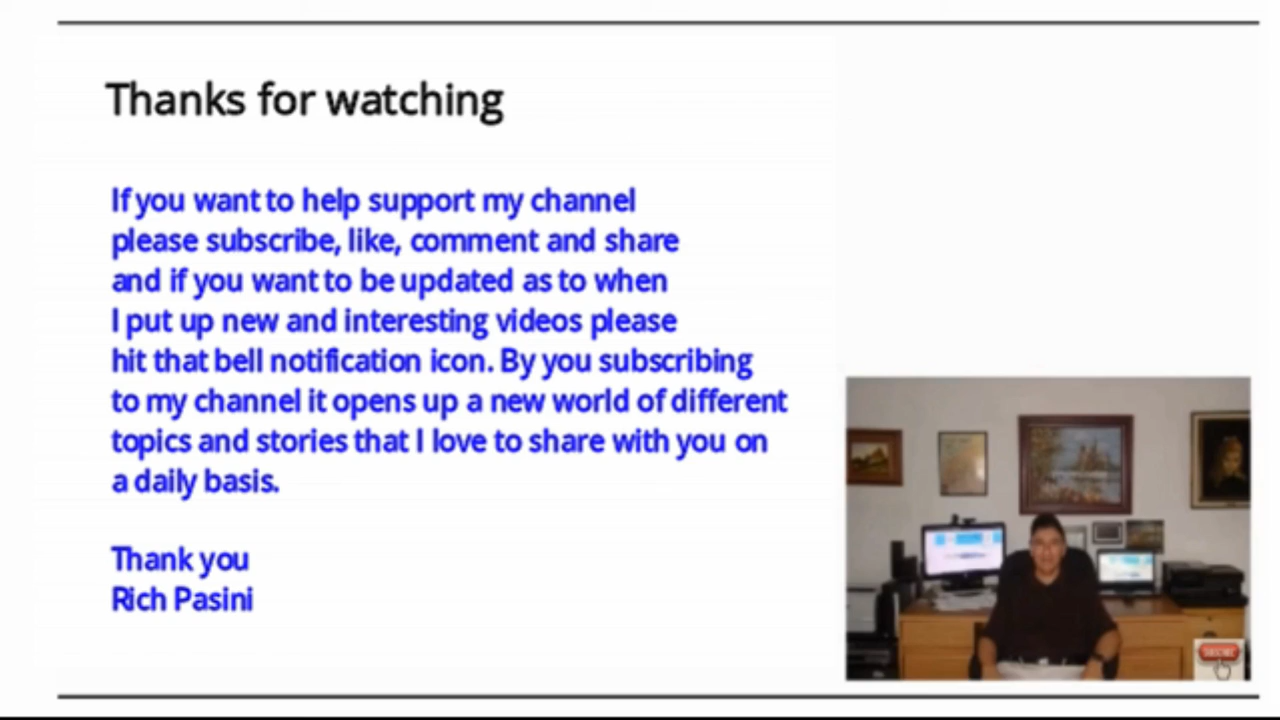 Thanks for watching
If you want to help support my channel
please subscribe, like, comment and share
and if you want to be updated as to when
I put up new and interesting videos please
hit that bell notification icon. By you subscribing
to my channel it opens up a new world of different
topics and stories that I love to share with you on
a daily basis.
Thank you
Rich Pasini
SUBSCRIBE